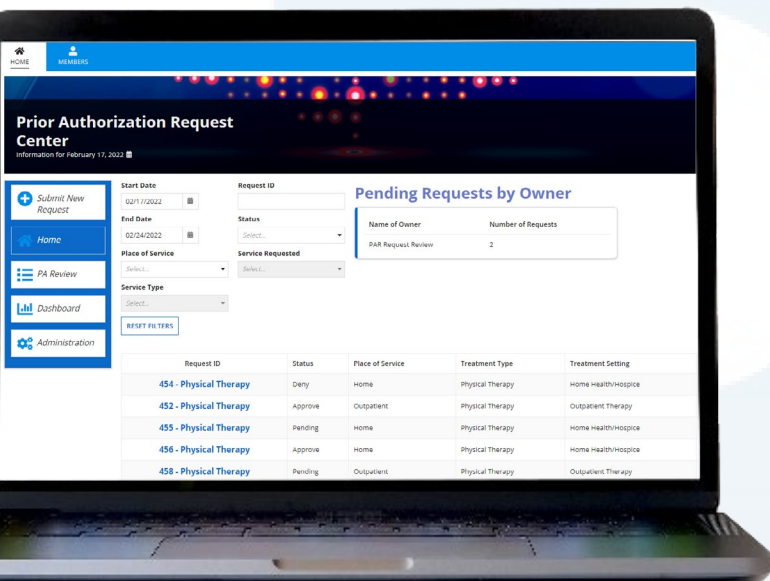 HOME
MEMBERS
Prior Authorization Request
Center
Information for February 17, 2022
Submit New
Request
Home
PA Review
Dashboard
Administration
Start Date
02/17/2022
Request ID
End Date
02/24/2022
Status
Select...
Place of Service
Select...
Service Requested
Select...
Service Type
Select...
RESET FILTERS
Pending Requests by Owner
Name of Owner Number of Requests
PAR Request Review 2
Request ID Status Place of Service Treatment Type Treatment Setting
454 - Physical Therapy Deny Home Physical Therapy Home Health/Hospice
452 - Physical Therapy Approve Outpatient Physical Therapy Outpatient Therapy
455 - Physical Therapy Pending Home Physical Therapy Home Health/Hospice
456 - Physical Therapy Approve Home Physical Therapy Home Health/Hospice
458 - Physical Therapy Pending Outpatient Physical Therapy Outpatient Therapy